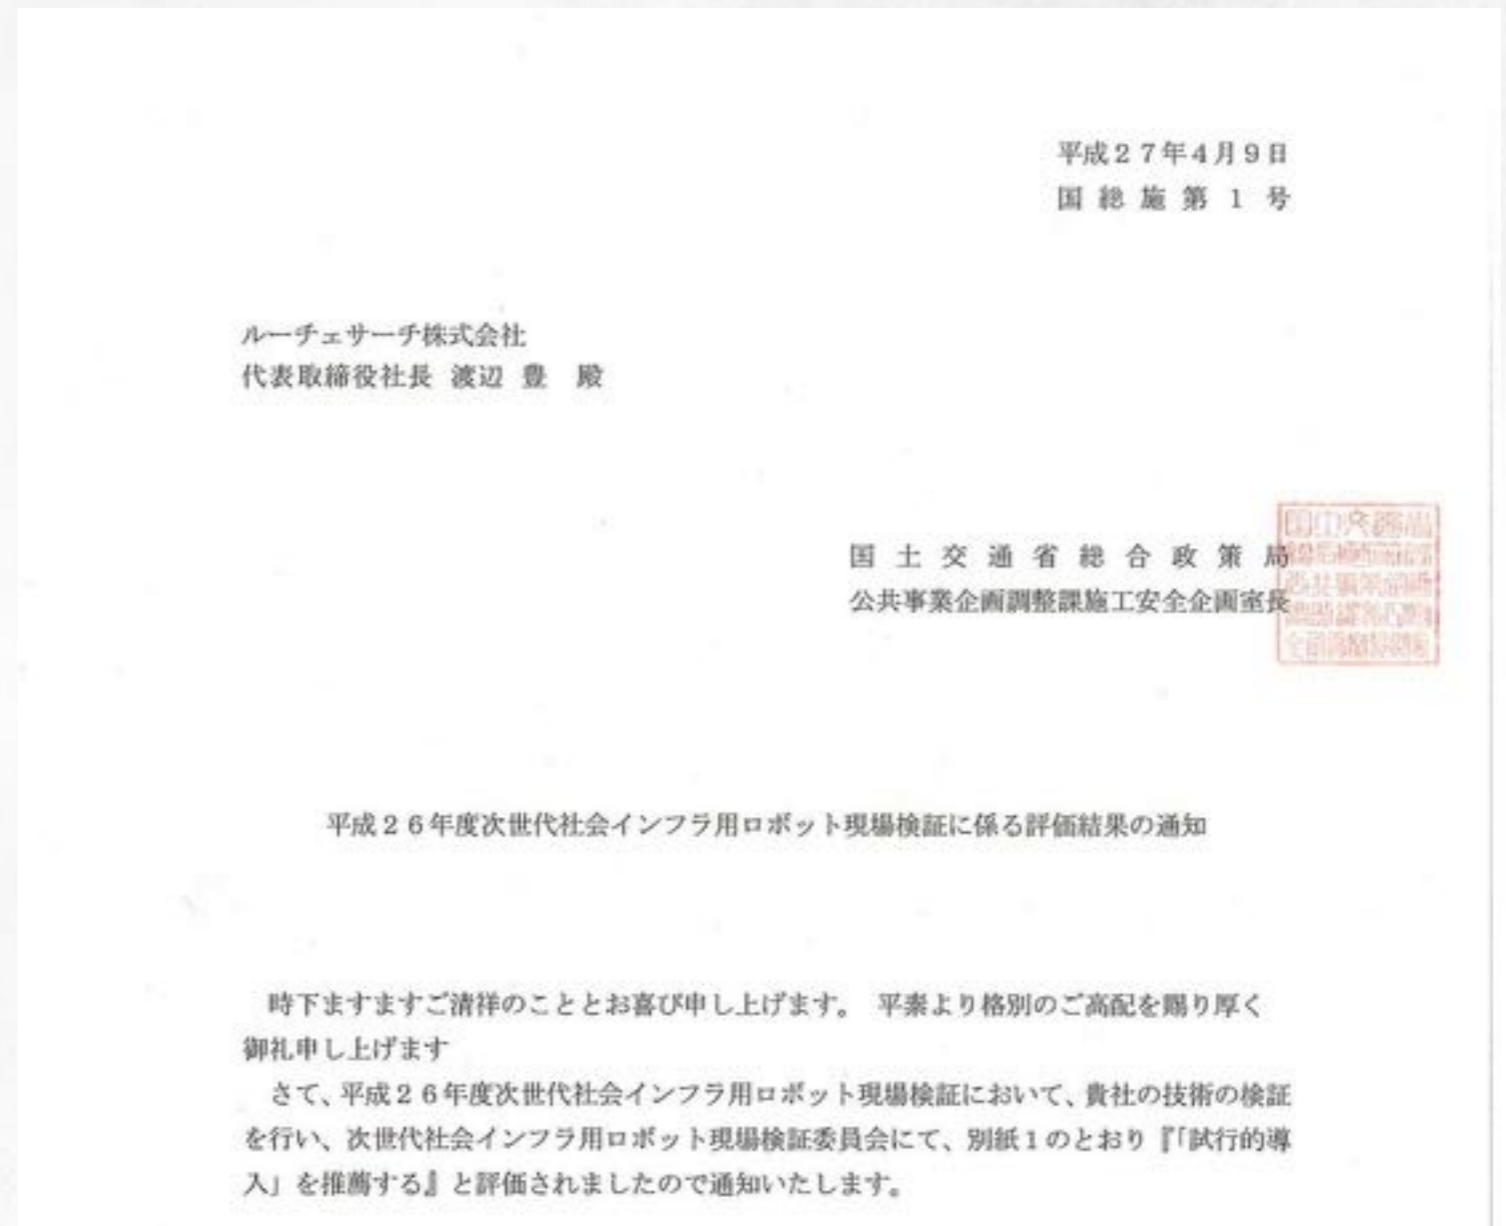 平成２７年４月９日
国総施第１号
ルーチェサーチ株式会社
代表取締役社長 渡辺 豊 殿
国土交通省総合政策局
公共事業企画調整課施工安全企画室長
平成２６年度次世代社会インフラ用ロボット現場検証に係る評価結果の通知
時下ますますご清祥のこととお喜び申し上げます。 平素より格別のご高配を賜り厚く
御礼申し上げます
さて、平成２６年度次世代社会インフラ用ロボット現場検証において、貴社の技術の検証
を行い、次世代社会インフラ用ロボット現場検証委員会にて、別紙１のとおり『「試行的導
入」を推薦する』と評価されましたので通知いたします。